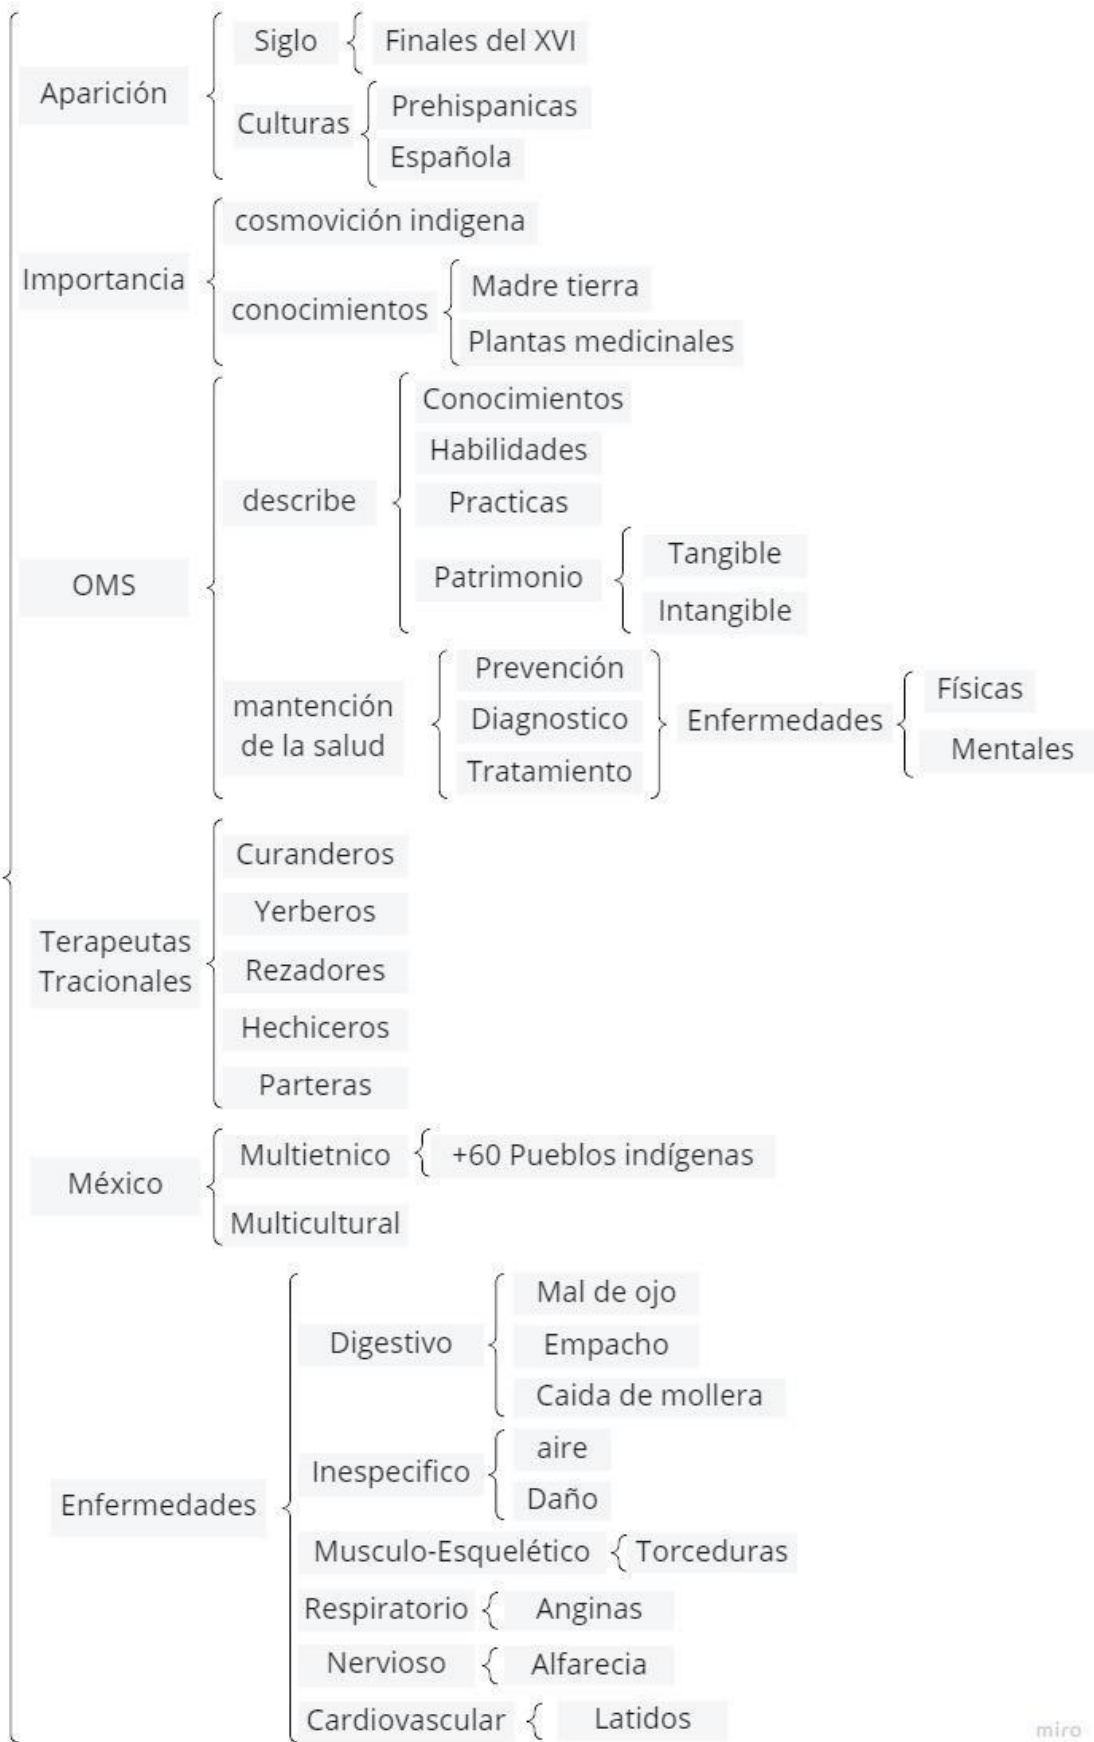 Aparición
Siglo
Finales del XVI
Culturas
Prehispanicas
Española
Importancia
cosmovición indigena
conocimientos
Madre tierra
Plantas medicinales
OMS
describe
Conocimientos
Habilidades
Practicas
Patrimonio
Tangible
Intangible
mantención
de la salud
Prevención
Diagnostico
Tratamiento
Enfermedades
Físicas
Mentales
Terapeutas
Tracionales
Curanderos
Yerberos
Rezadores
Hechiceros
Parteras
México
Multietnico
+60 Pueblos indígenas
Multicultural
Enfermedades
Digestivo
Mal de ojo
Empacho
Caida de mollera
Inespecifico
aire
Daño
Musculo-Esquelético
Torceduras
Respiratorio
Anginas
Nervioso
Alfarecia
Cardiovascular
Latidos
miro